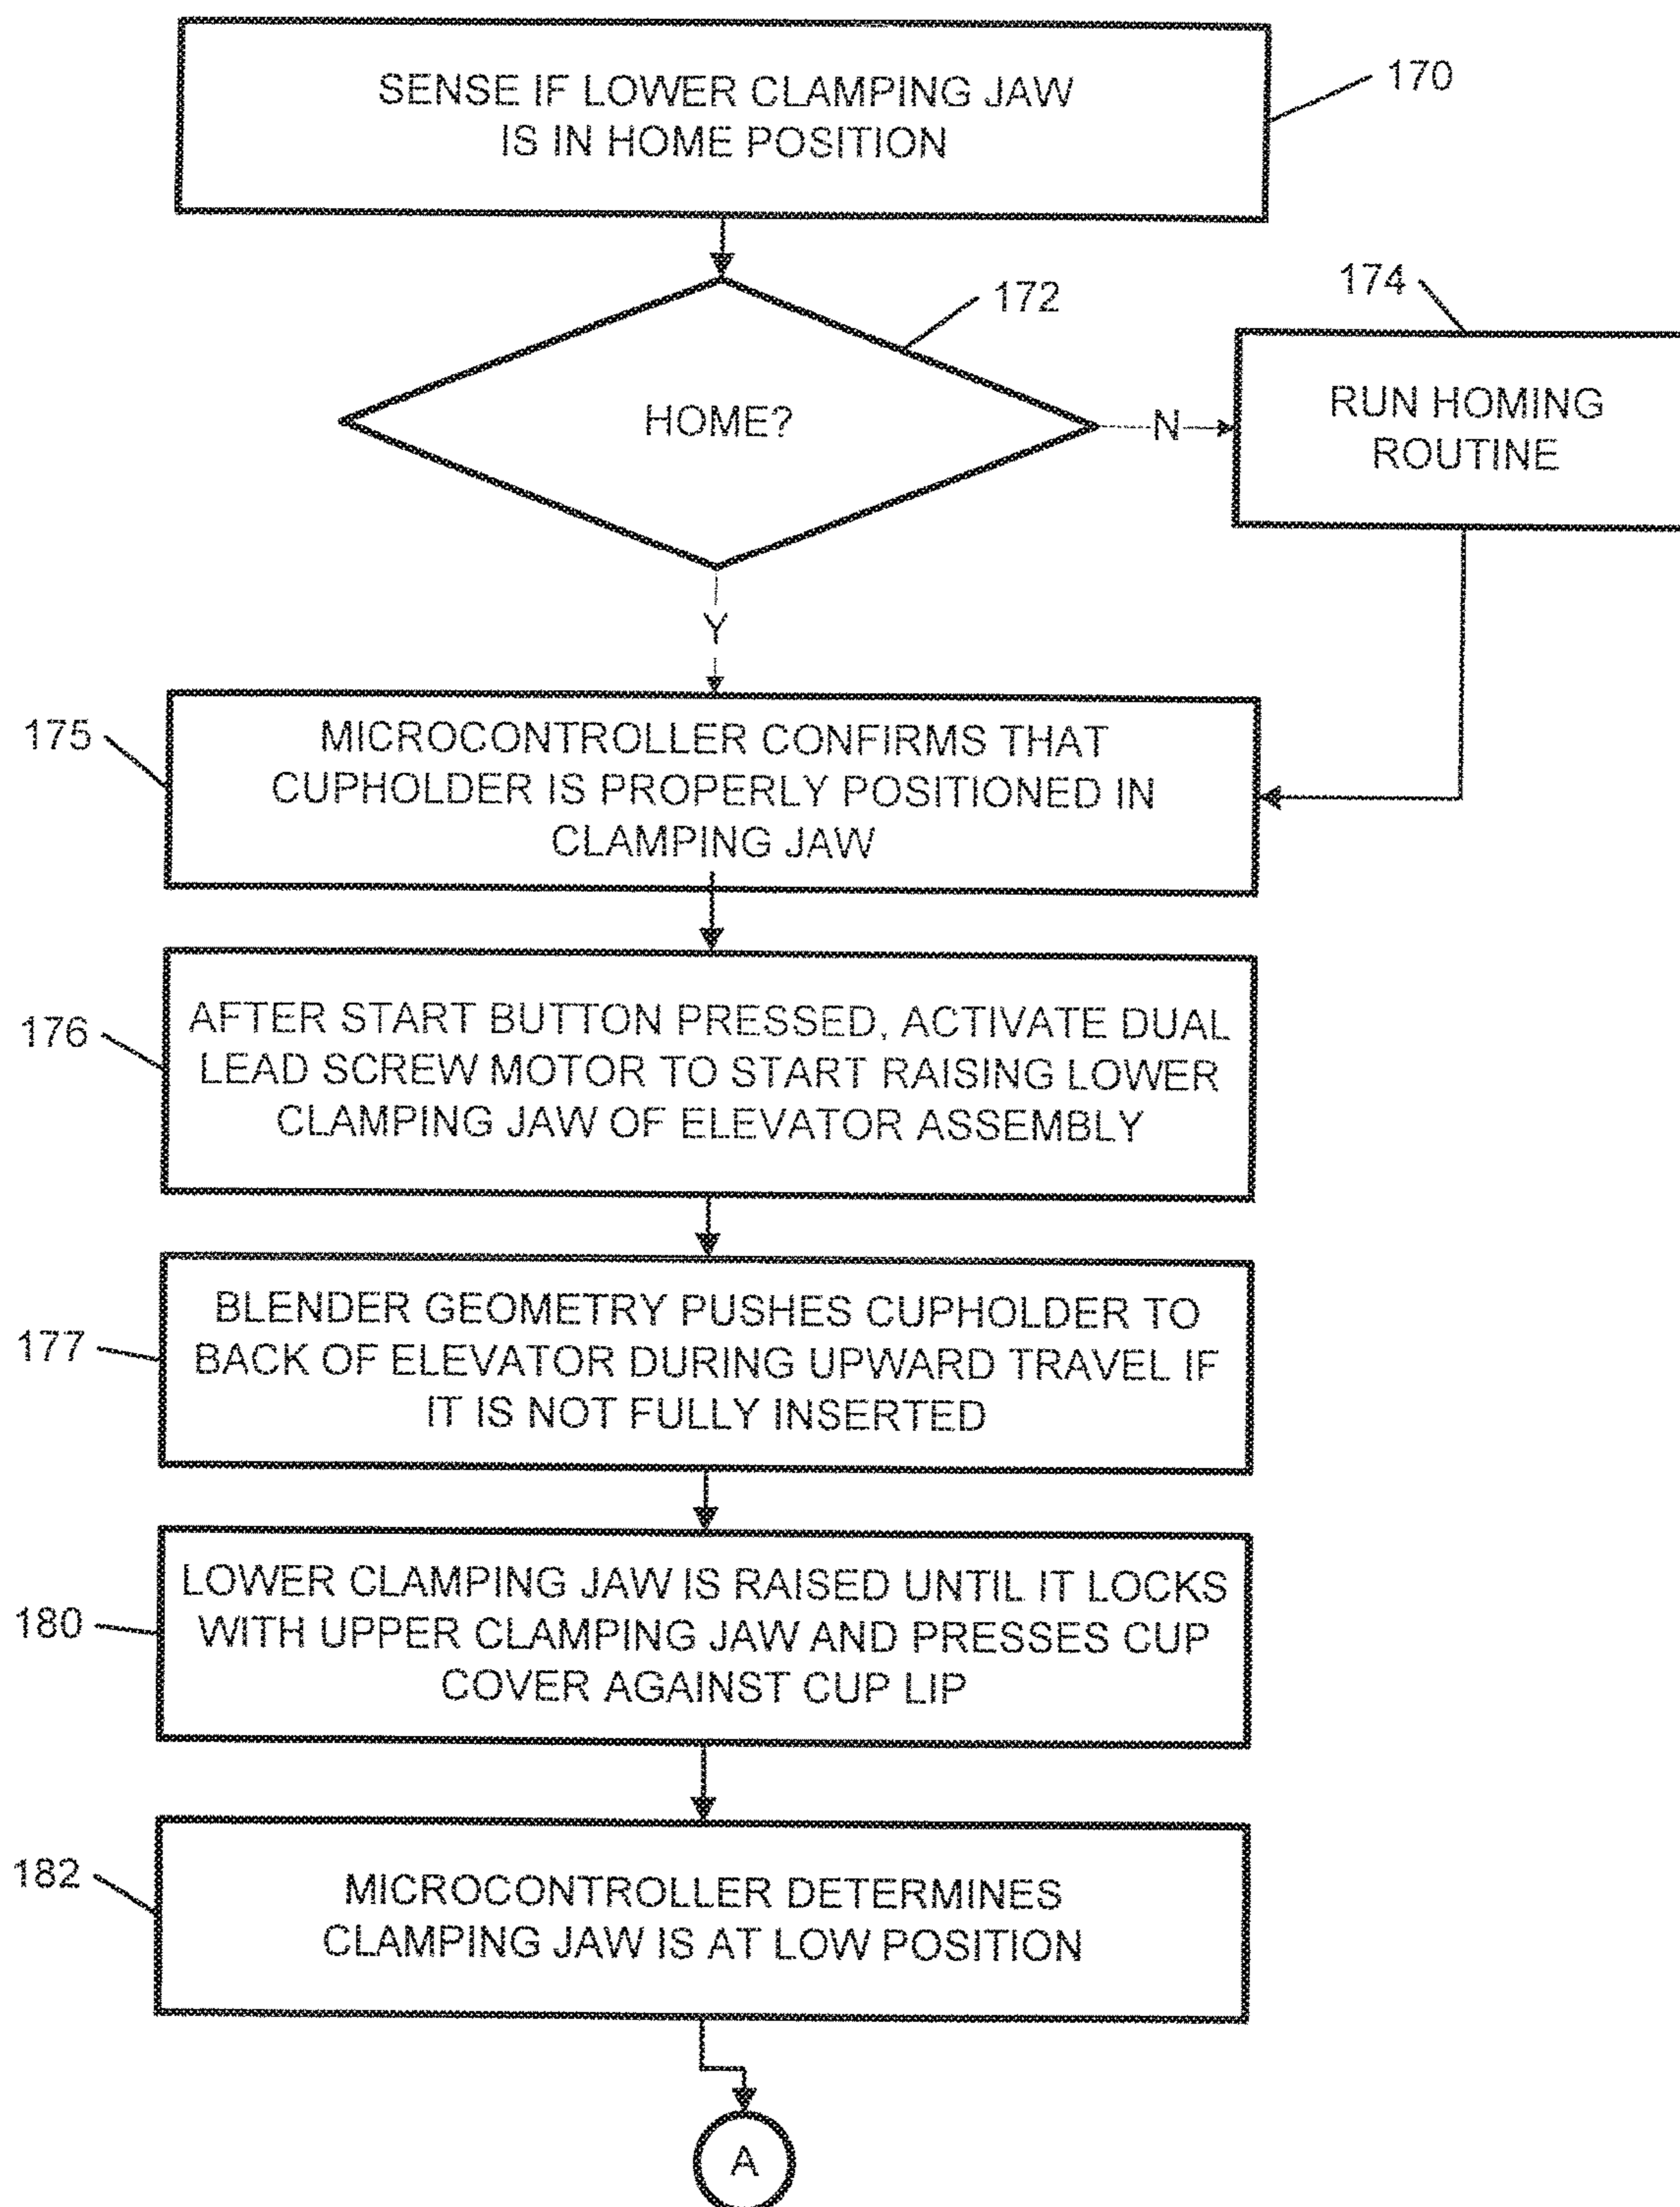 SENSE IF LOWER CLAMPING JAW
IS IN HOME POSITION
170
172
HOME?
N
174
RUN HOMING
ROUTINE
Y
175
MICROCONTROLLER CONFIRMS THAT
CUPHOLDER IS PROPERLY POSITIONED IN
CLAMPING JAW
176
AFTER START BUTTON PRESSED, ACTIVATE DUAL
LEAD SCREW MOTOR TO START RAISING LOWER
CLAMPING JAW OF ELEVATOR ASSEMBLY
177
BLENDER GEOMETRY PUSHES CUPHOLDER TO
BACK OF ELEVATOR DURING UPWARD TRAVEL IF
IT IS NOT FULLY INSERTED
180
LOWER CLAMPING JAW IS RAISED UNTIL IT LOCKS
WITH UPPER CLAMPING JAW AND PRESSES CUP
COVER AGAINST CUP LIP
182
MICROCONTROLLER DETERMINES
CLAMPING JAW IS AT LOW POSITION
A